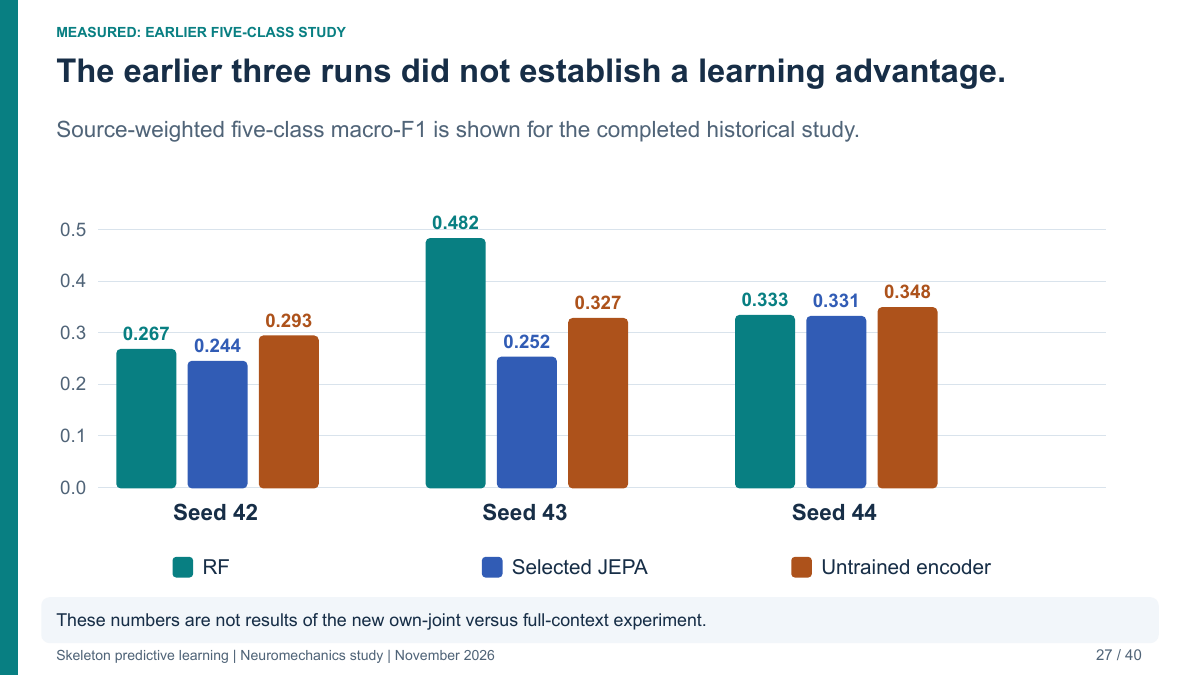 MEASURED: EARLIER FIVE-CLASS STUDY
The earlier three runs did not establish a learning advantage.
Source-weighted five-class macro-F1 is shown for the completed historical study.
0.5
0.4
0.3
0.2
0.1
0.0
0.267
0.244
0.293
0.482
0.252
0.327
0.333
0.331
0.348
Seed 42
Seed 43
Seed 44
RF
Selected JEPA
Untrained encoder
These numbers are not results of the new own-joint versus full-context experiment.
Skeleton predictive learning | Neuromechanics study | November 2026
27 / 40